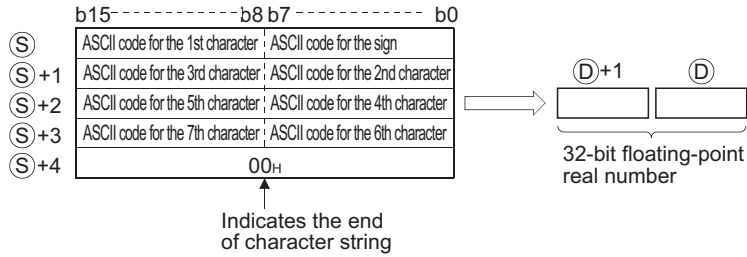 b15 b8 b7 b0
S ASCII code for the 1st character ASCII code for the sign
S+1 ASCII code for the 3rd character ASCII code for the 2nd character
S+2 ASCII code for the 5th character ASCII code for the 4th character
S+3 ASCII code for the 7th character ASCII code for the 6th character
S+4 00H
D+1 D
32-bit floating-point
real number
Indicates the end
of character string